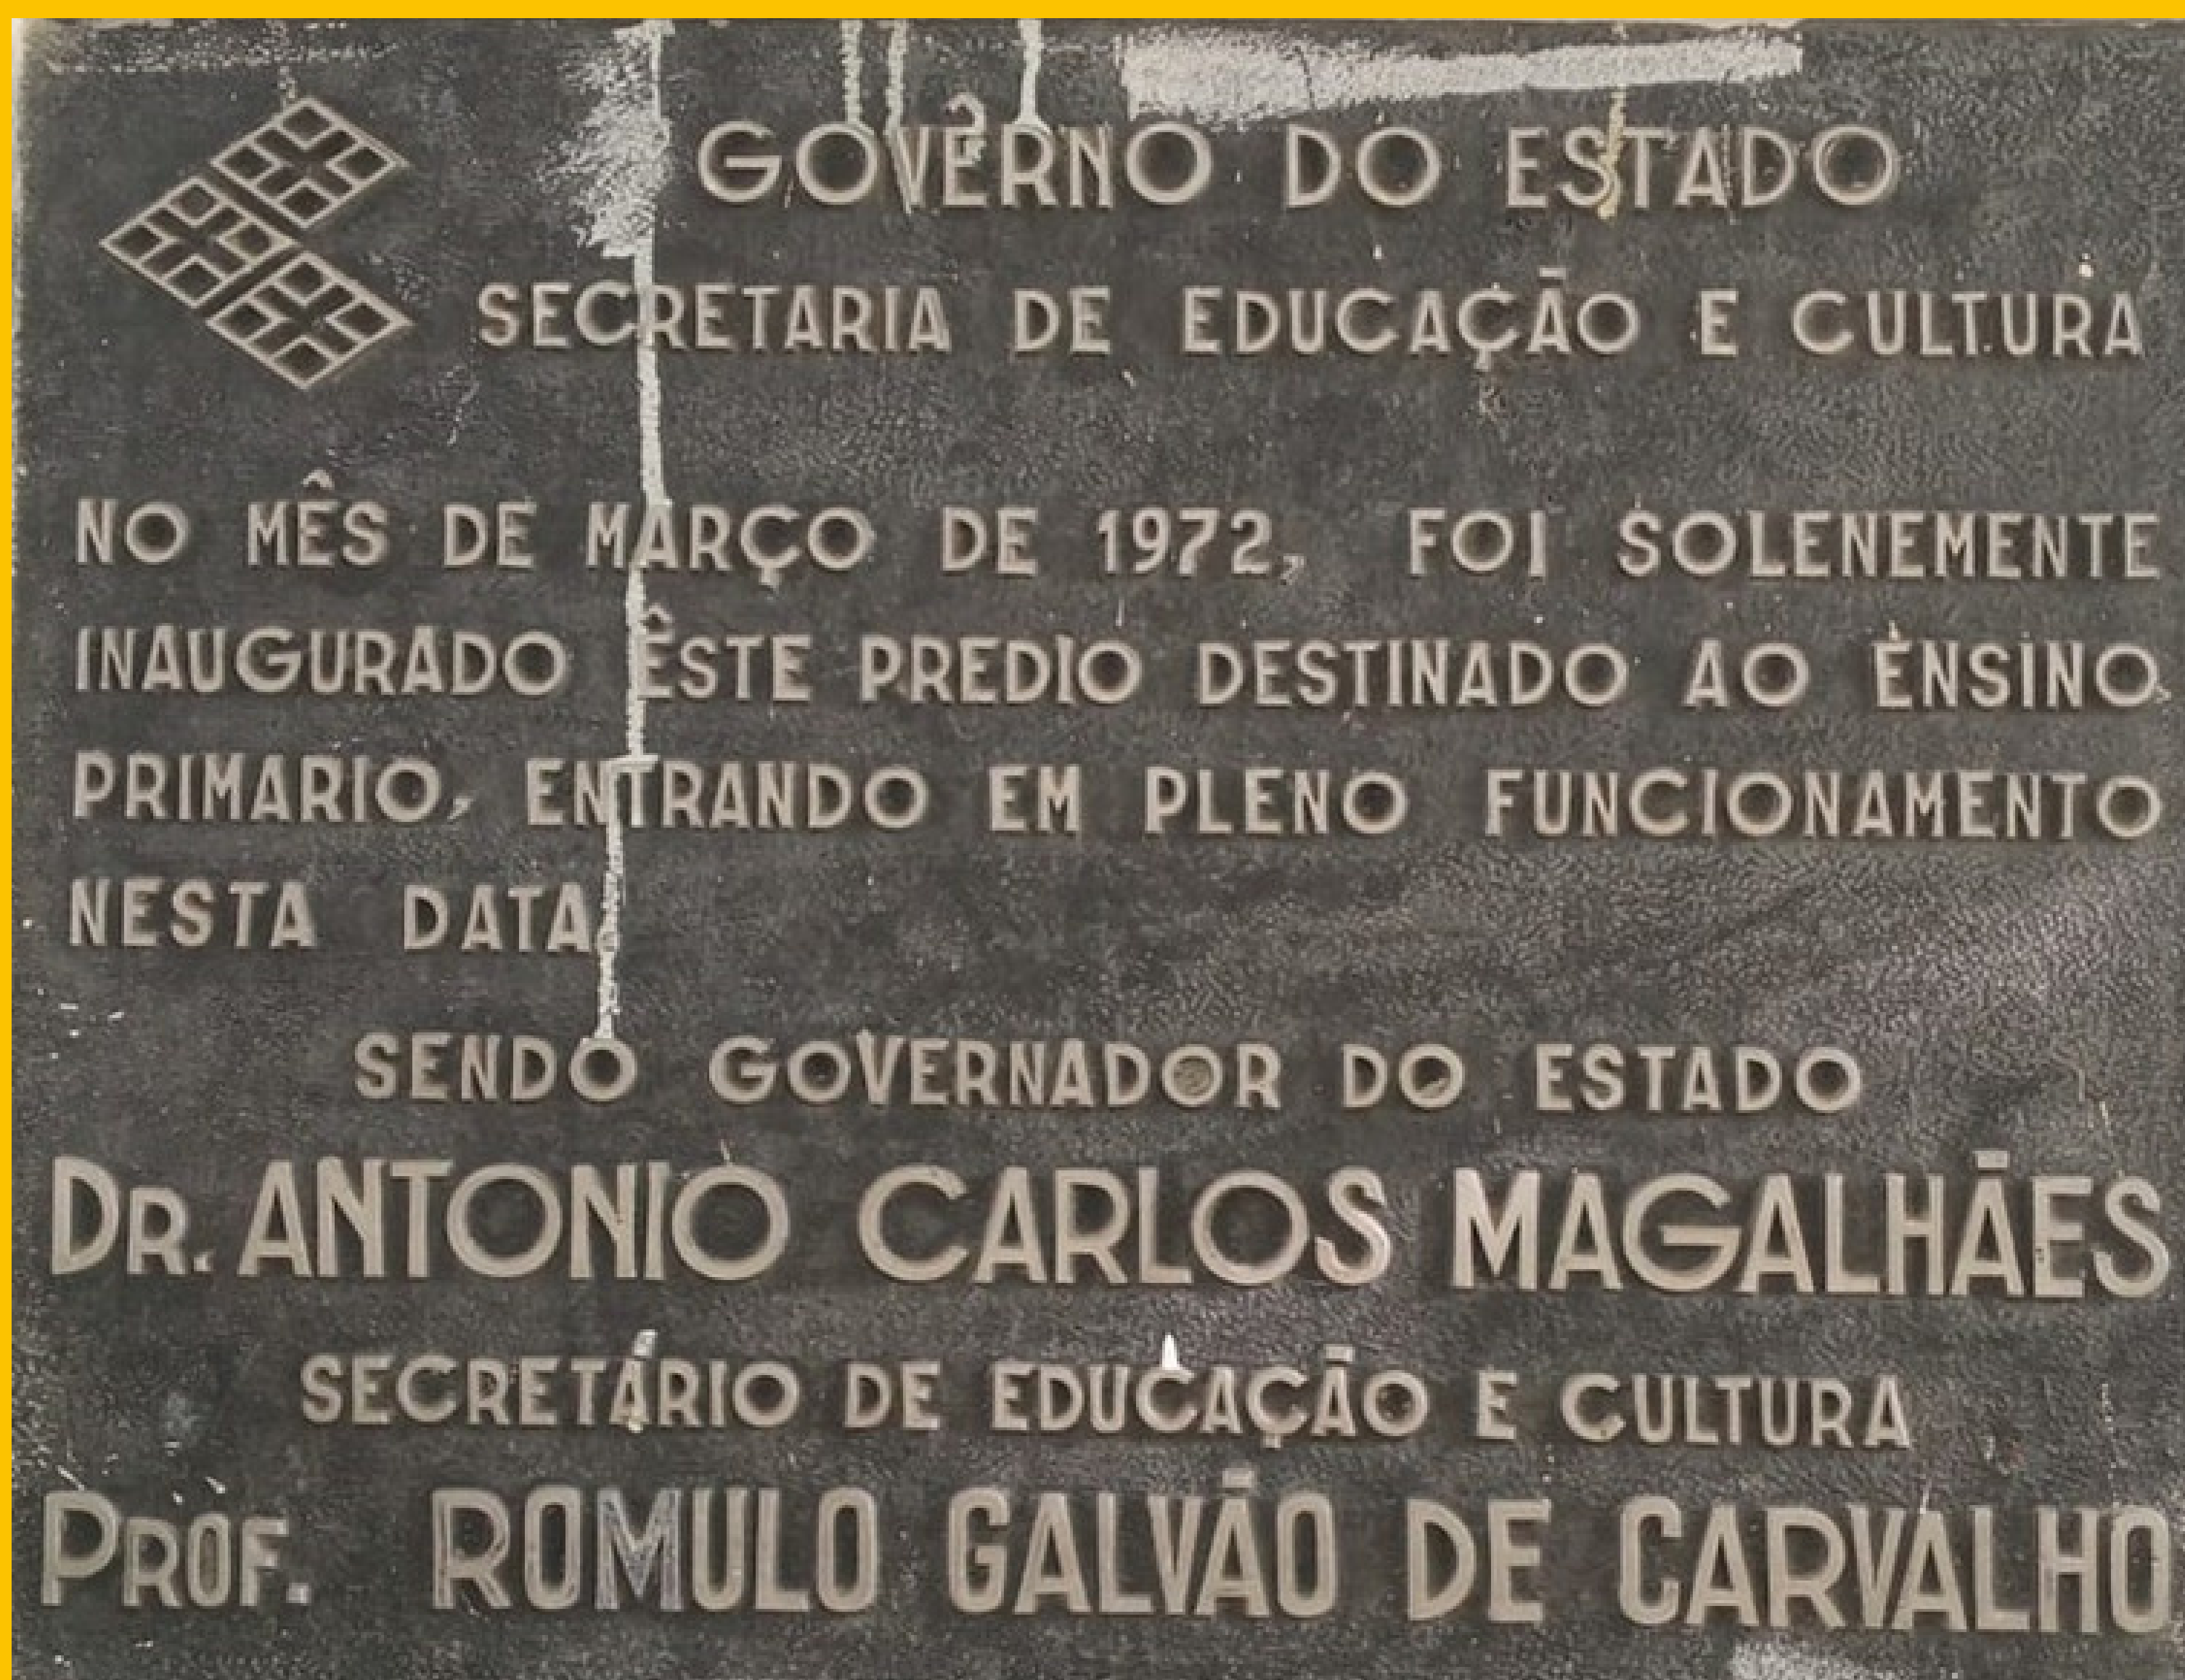 GOVÊRNO DO ESTADO
SECRETARIA DE EDUCAÇÃO E CULTURA
NO MÊS DE MARÇO DE 1972, FOI SOLENEMENTE
INAUGURADO ÊSTE PREDIO DESTINADO AO ENSINO
PRIMARIO, ENTRANDO EM PLENO FUNCIONAMENTO
NESTA DATA
SENDO GOVERNADOR DO ESTADO
DR. ANTONIO CARLOS MAGALHÃES
SECRETÁRIO DE EDUCAÇÃO E CULTURA
PROF. ROMULO GALVÃO DE CARVALHO